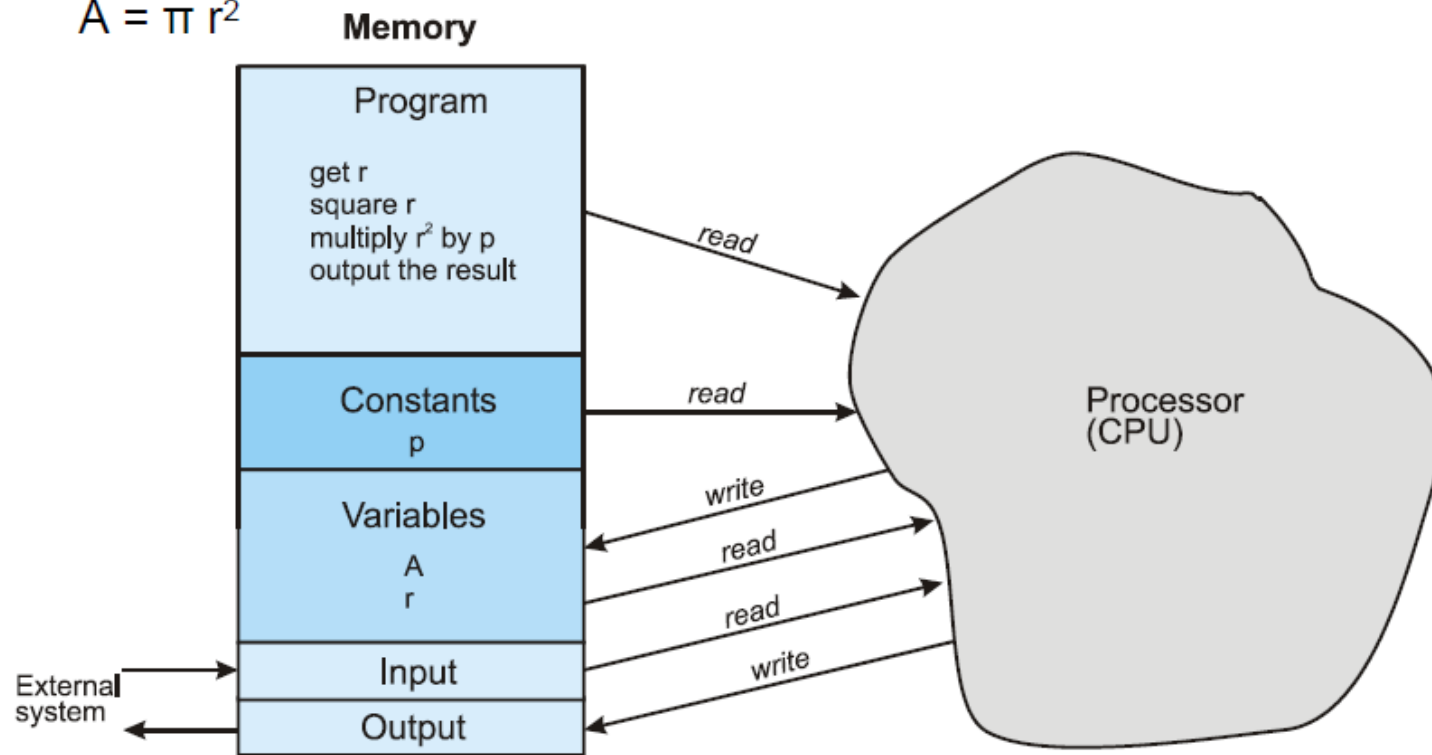 A = π r²
Memory
Program
get r
square r
multiply r² by p
output the result
read
Constants
p
read
Processor
(CPU)
write
Variables
A
r
read
read
write
Input
Output
External
system